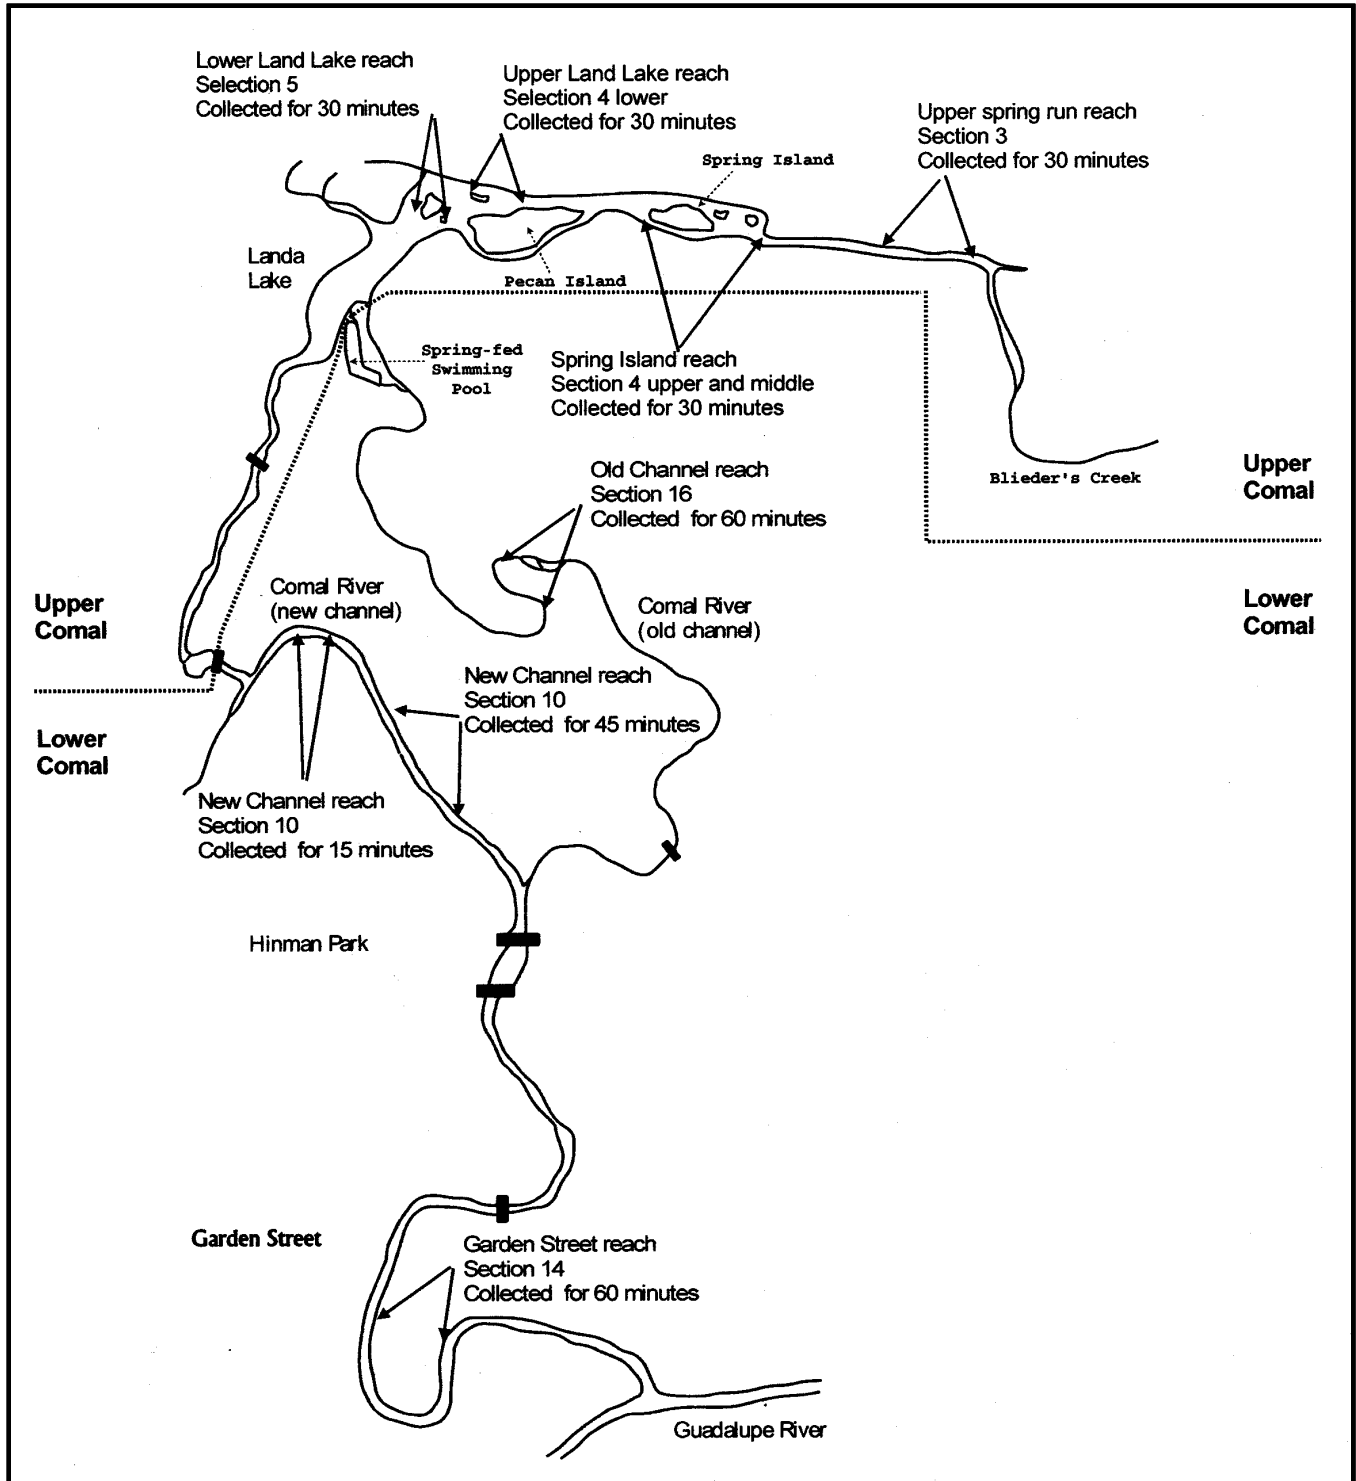 Lower Land Lake reach
Selection 5
Collected for 30 minutes
Upper Land Lake reach
Selection 4 lower
Collected for 30 minutes
Upper spring run reach
Section 3
Collected for 30 minutes
Spring Island
Landa
Lake
Pecan Island
Spring-fed
Swimming
Pool
Spring Island reach
Section 4 upper and middle
Collected for 30 minutes
Old Channel reach
Section 16
Collected for 60 minutes
Blieder's Creek
Upper
Comal
Lower
Comal
Upper
Comal
Comal River
(new channel)
Comal River
(old channel)
New Channel reach
Section 10
Collected for 45 minutes
Lower
Comal
New Channel reach
Section 10
Collected for 15 minutes
Hinman Park
Garden Street
Garden Street reach
Section 14
Collected for 60 minutes
Guadalupe River